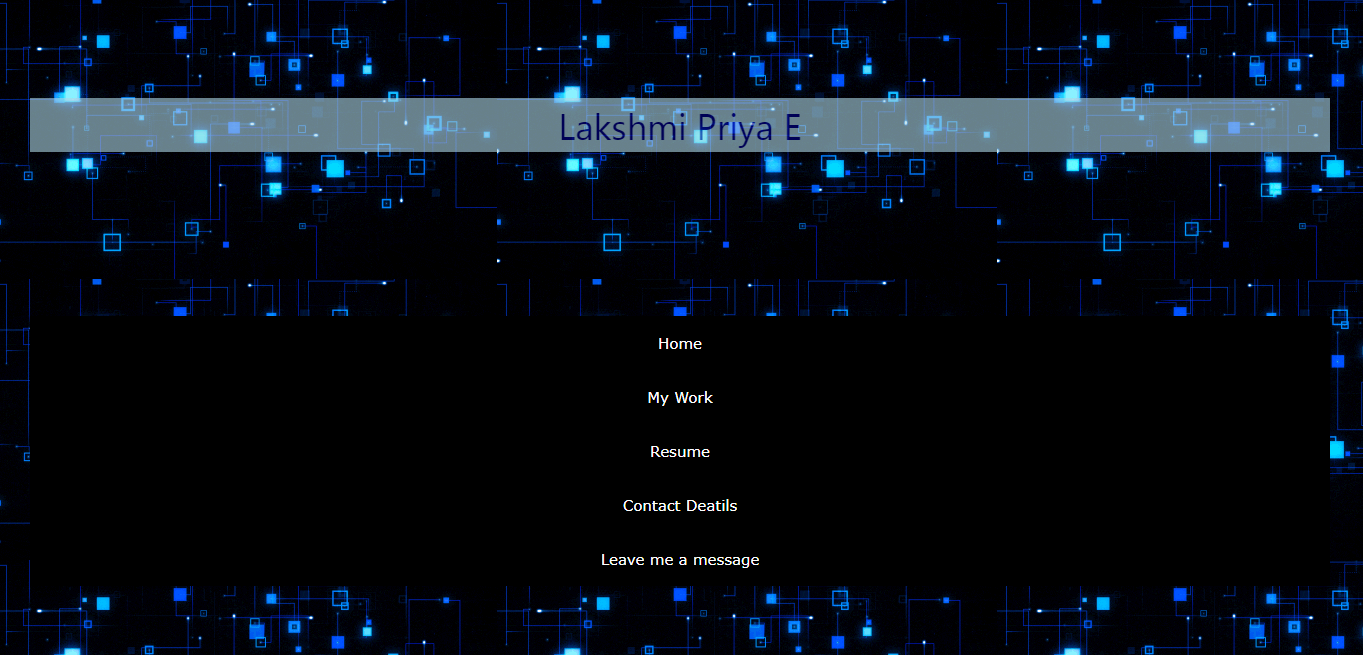 Lakshmi Priya E
Home
My Work
Resume
Contact Deatils
Leave me a message